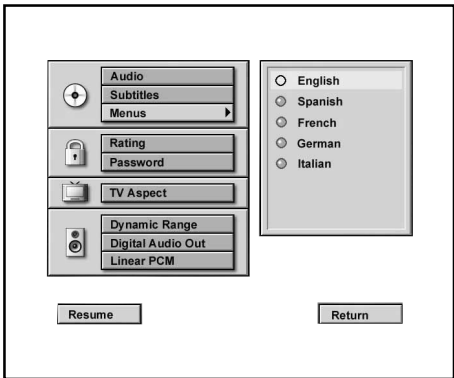 Audio
Subtitles
Menus
Rating
Password
TV Aspect
Dynamic Range
Digital Audio Out
Linear PCM
English
Spanish
French
German
Italian
Resume
Return